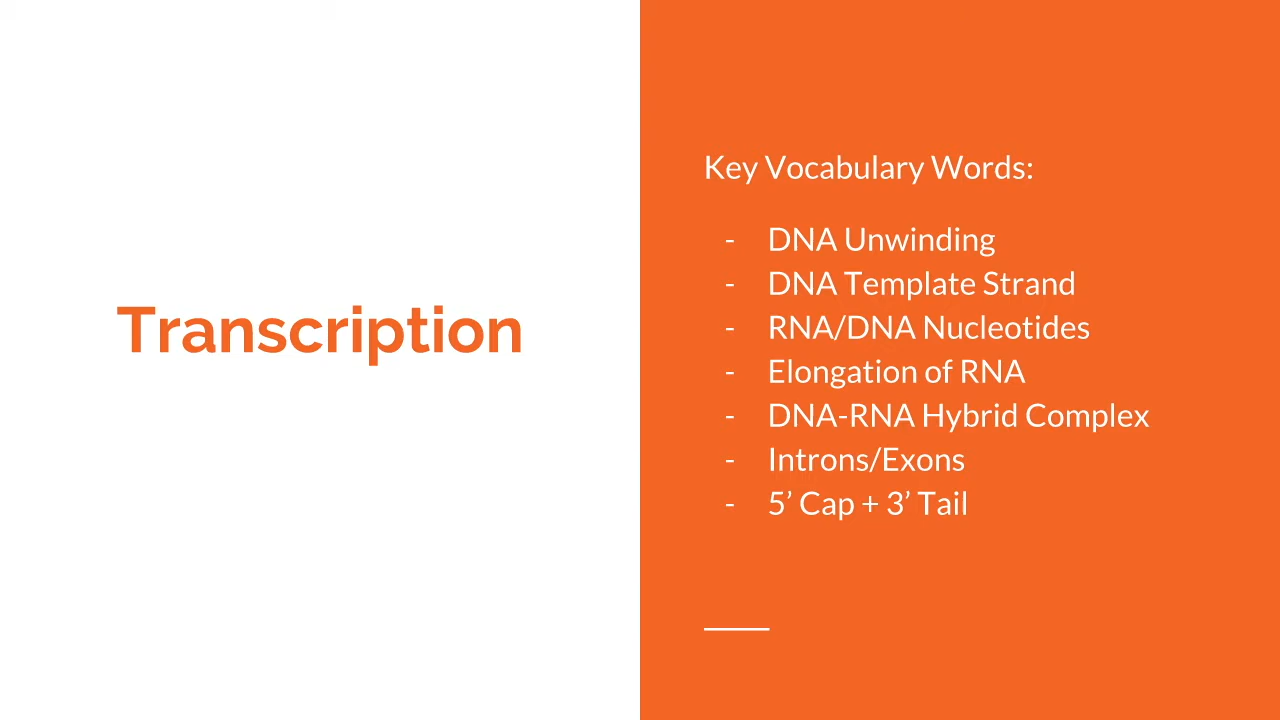 Transcription
Key Vocabulary Words:
- DNA Unwinding
- DNA Template Strand
- RNA/DNA Nucleotides
- Elongation of RNA
- DNA-RNA Hybrid Complex
- Introns/Exons
- 5’ Cap + 3’ Tail